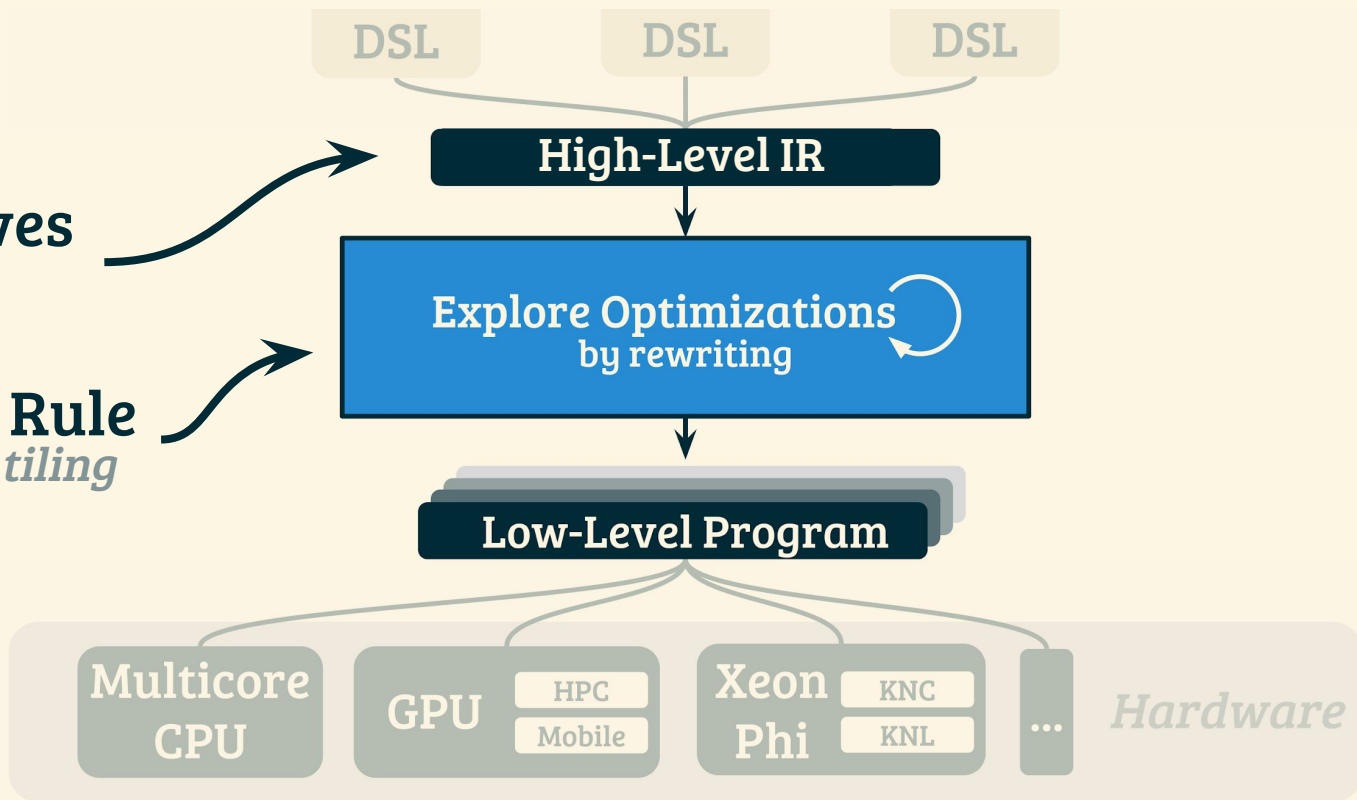 DSL DSL DSL
High-Level IR
Explore Optimizations
by rewriting
Rule
tiling
Low-Level Program
Multicore
CPU
GPU
HPC
Mobile
Xeon
Phi
KNC
KNL
...
Hardware